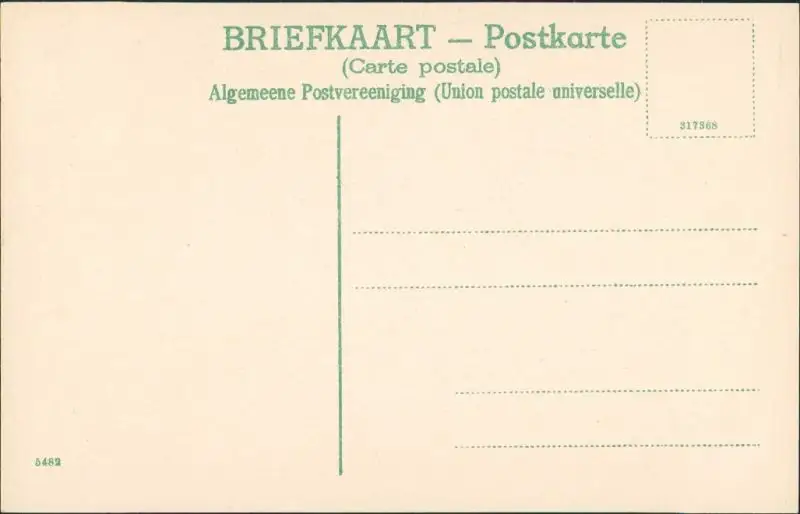 BRIEFKAART — Postkarte
(Carte postale)
Algemeene Postvereeniging (Union postale universelle)
317368
5482